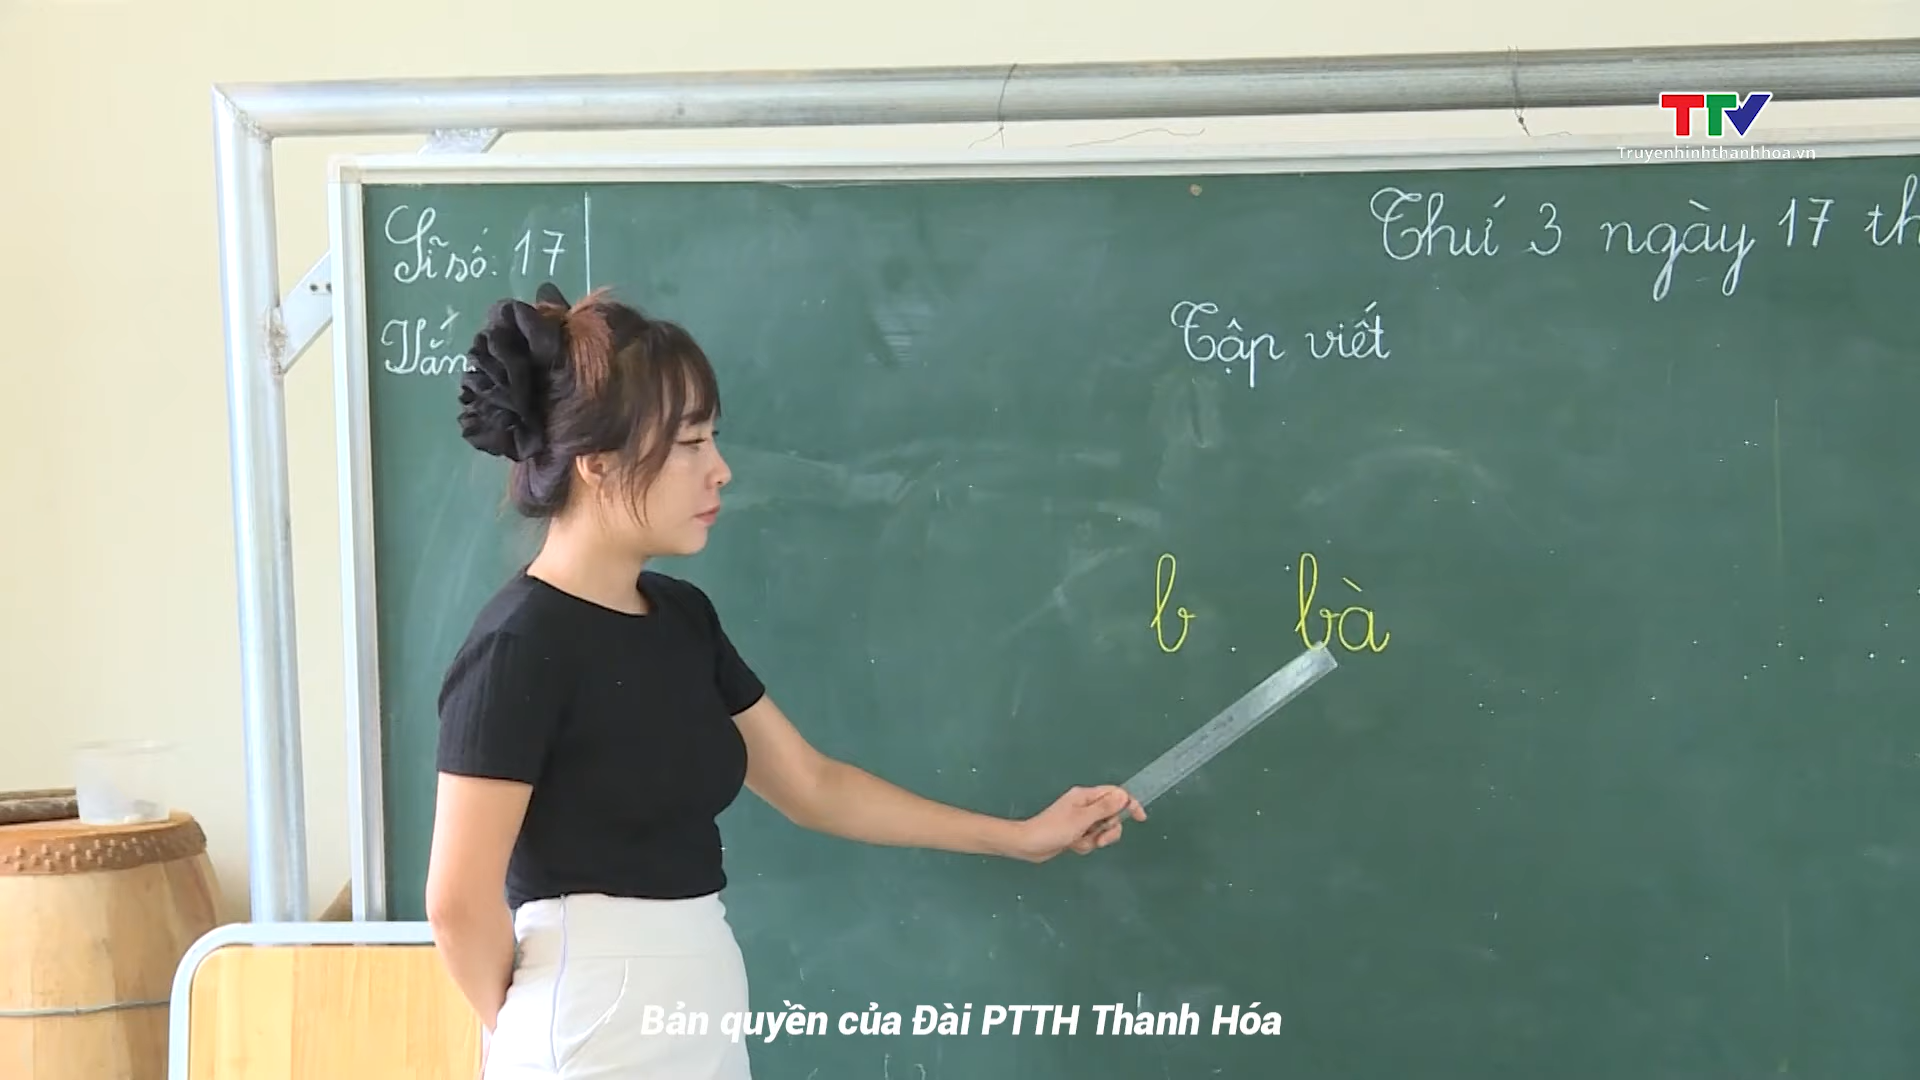 TTV
Truyenhinhthanhhoa.vn
Thứ 3 ngày 17 th
Sĩ số: 17
Vắn
Tập viết
b bà
Bản quyền của Đài PTTH Thanh Hóa